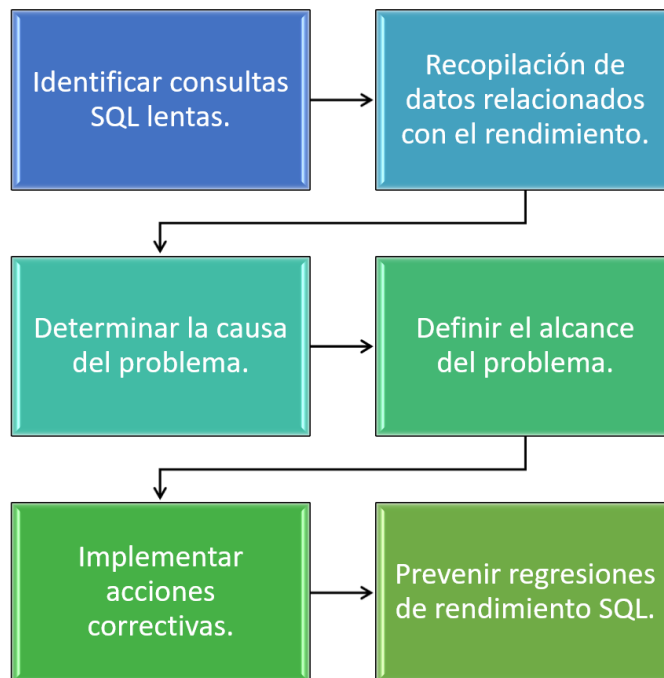 Identificar consultas
SQL lentas.
Recopilación de
datos relacionados
con el rendimiento.
Determinar la causa
del problema.
Definir el alcance
del problema.
Implementar
acciones
correctivas.
Prevenir regresiones
de rendimiento SQL.